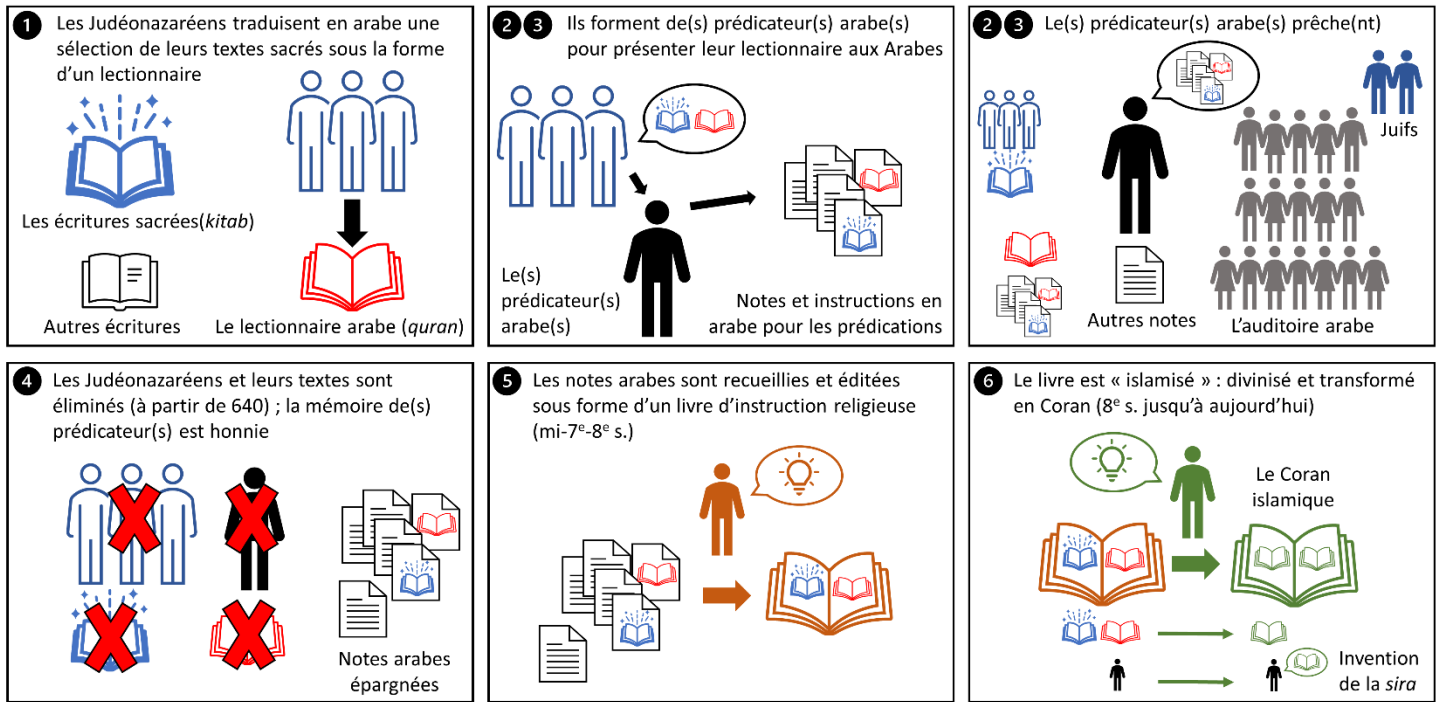 1 Les Judéonazaréens traduisent en arabe une
sélection de leurs textes sacrés sous la forme
d'un lectionnaire
Les écritures sacrées(kitab)
Autres écritures
Le lectionnaire arabe (quran)
2 3 Ils forment de(s) prédicateur(s) arabe(s)
pour présenter leur lectionnaire aux Arabes
Le(s)
prédicateur(s)
arabe(s)
Notes et instructions en
arabe pour les prédications
2 3 Le(s) prédicateur(s) arabe(s) prêche(nt)
Juifs
Autres notes
L'auditoire arabe
4 Les Judéonazaréens et leurs textes sont
éliminés (à partir de 640) ; la mémoire de(s)
prédicateur(s) est honnie
Notes arabes
épargnées
5 Les notes arabes sont recueillies et éditées
sous forme d'un livre d'instruction religieuse
(mi-7e-8e s.)
6 Le livre est « islamisé » : divinisé et transformé
en Coran (8e s. jusqu'à aujourd'hui)
Le Coran
islamique
Invention
de la sira